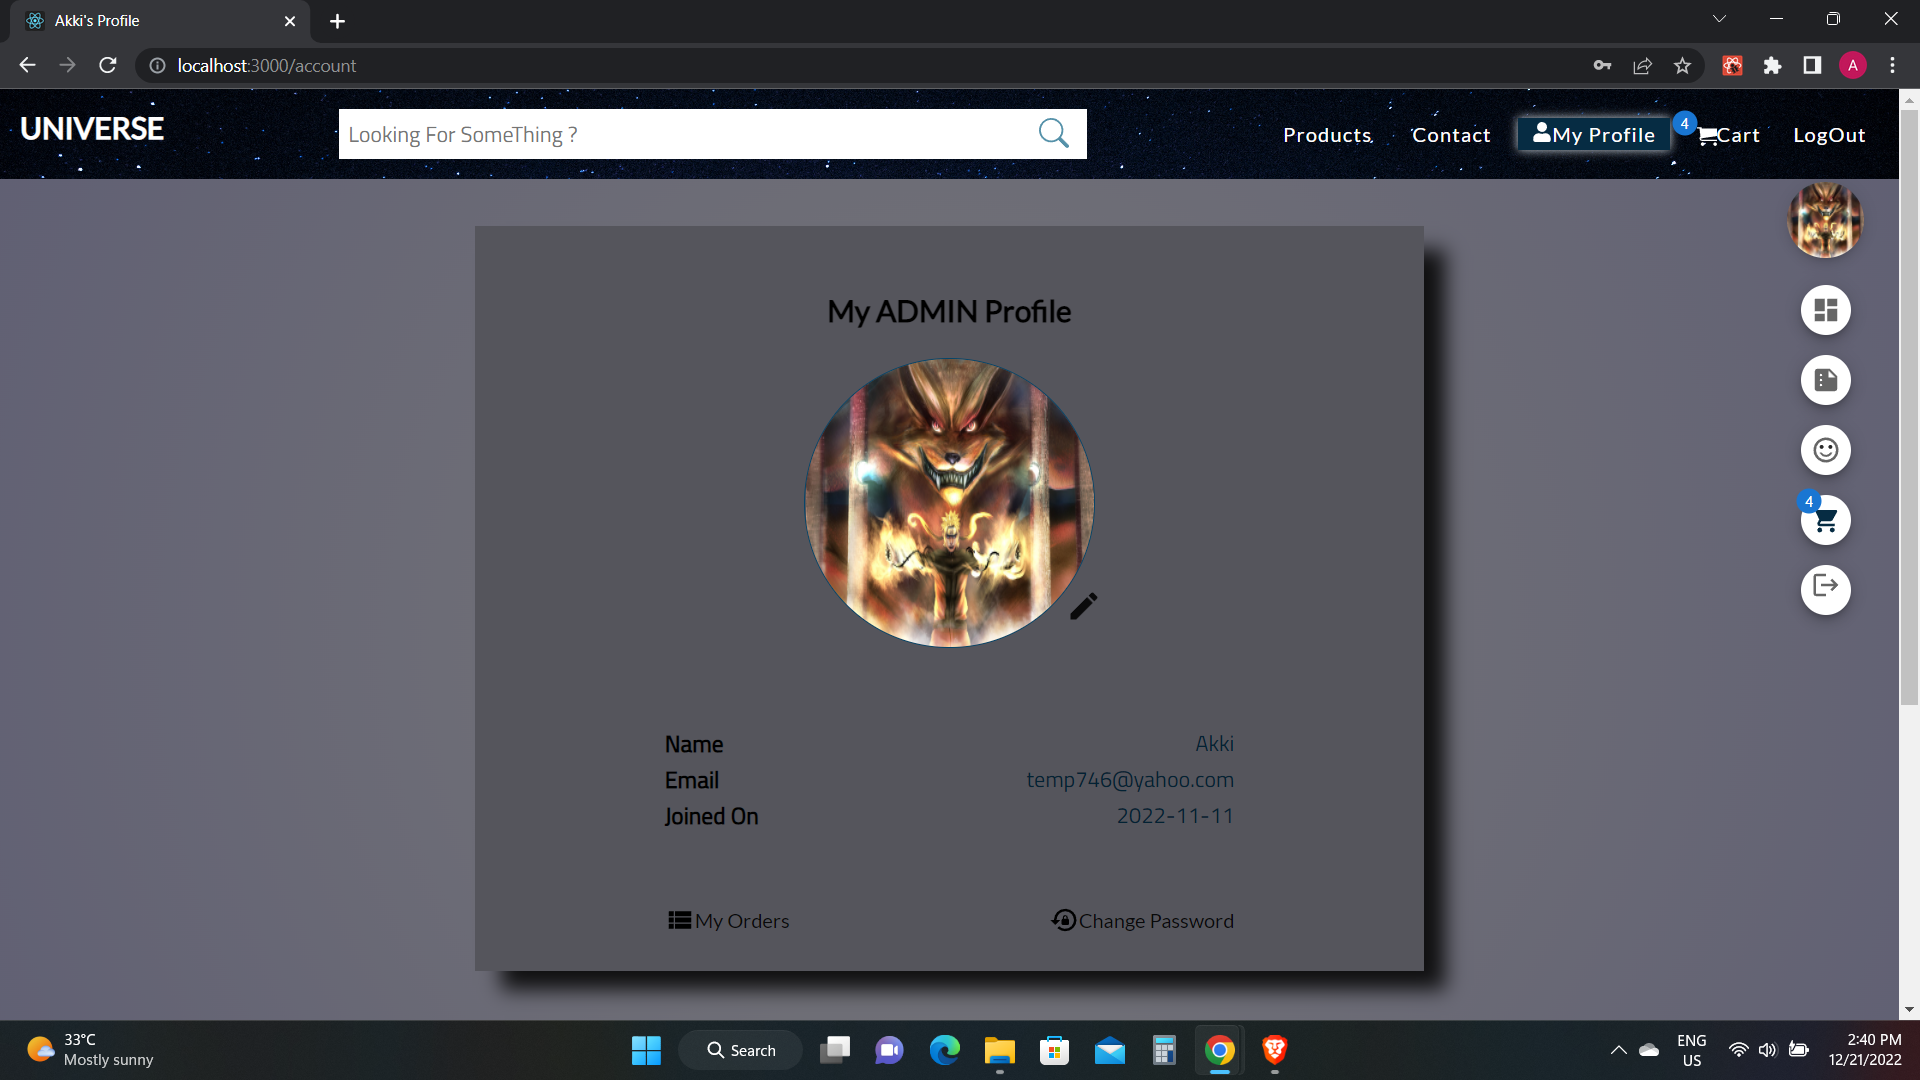 Akki's Profile
localhost:3000/account
A
UNIVERSE
Looking For SomeThing ?
Products
Contact
My Profile
4
Cart
LogOut
My ADMIN Profile
4
Name
Akki
Email
temp746@yahoo.com
Joined On
2022-11-11
My Orders
Change Password
33°C
Mostly sunny
Search
ENG
US
2:40 PM
12/21/2022